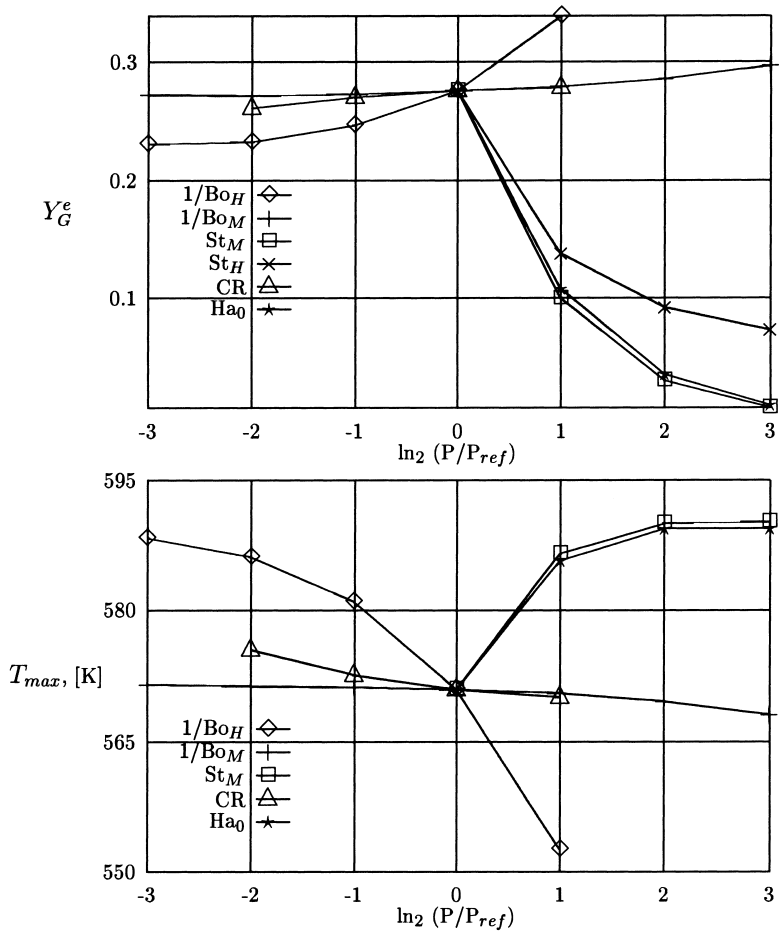 0.3
0.2
0.1
Y_G^e
1/Bo_H
1/Bo_M
St_M
St_H
CR
Ha_0
-3 -2 -1 0 1 2 3
ln_2 (P/P_ref)
595
580
565
550
T_max, [K]
1/Bo_H
1/Bo_M
St_M
CR
Ha_0
-3 -2 -1 0 1 2 3
ln_2 (P/P_ref)